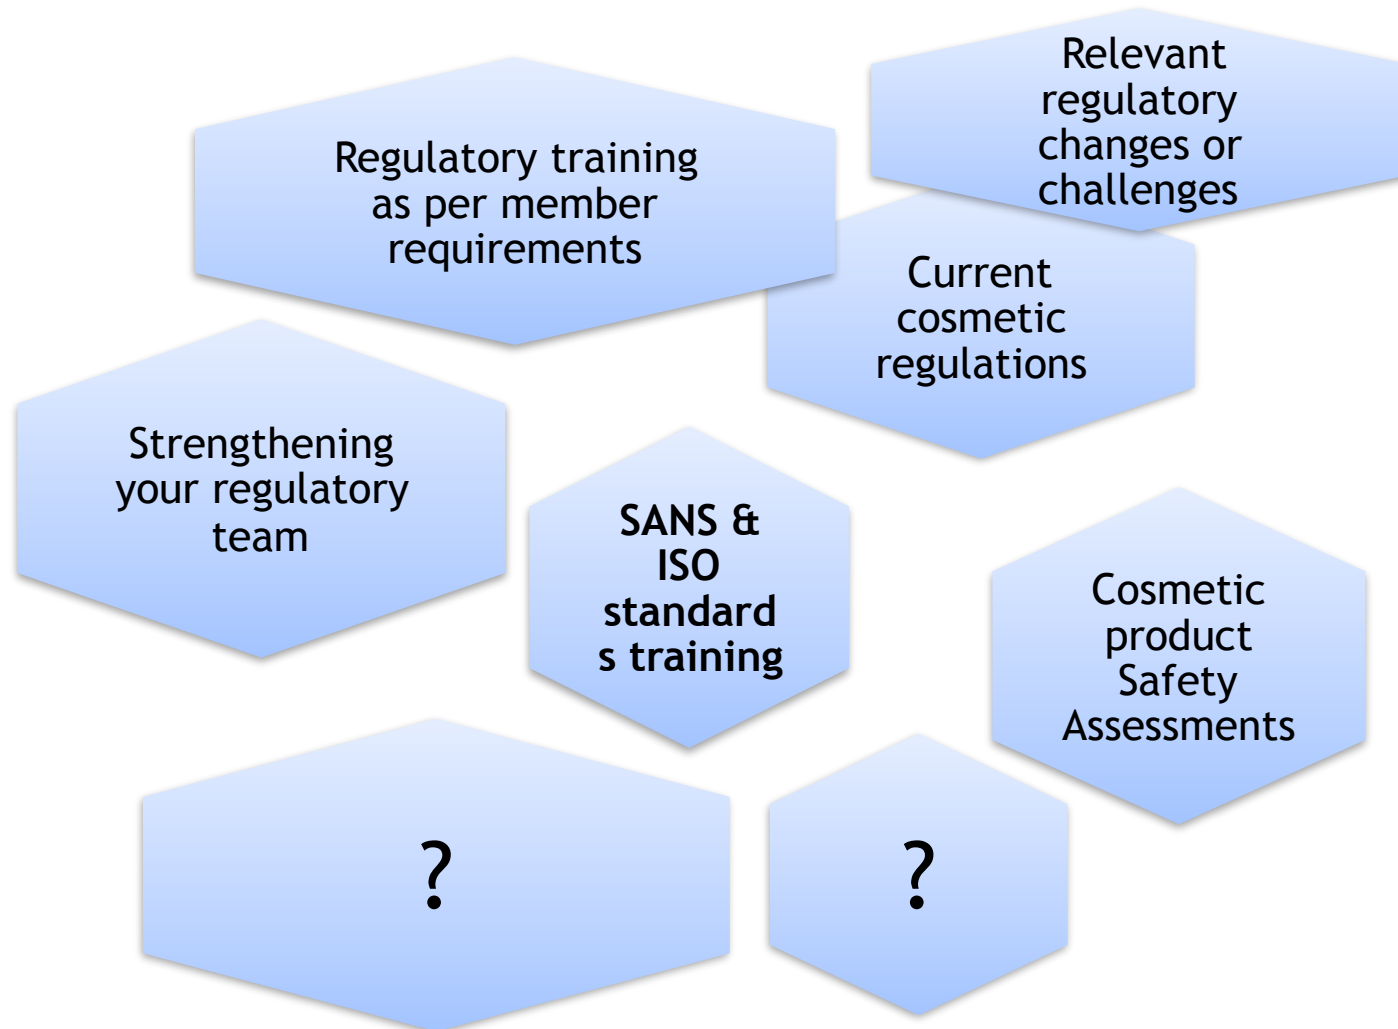 Relevant
regulatory
changes or
challenges
Regulatory training
as per member
requirements
Current
cosmetic
regulations
Strengthening
your regulatory
team
SANS &
ISO
standard
s training
Cosmetic
product
Safety
Assessments
?
?